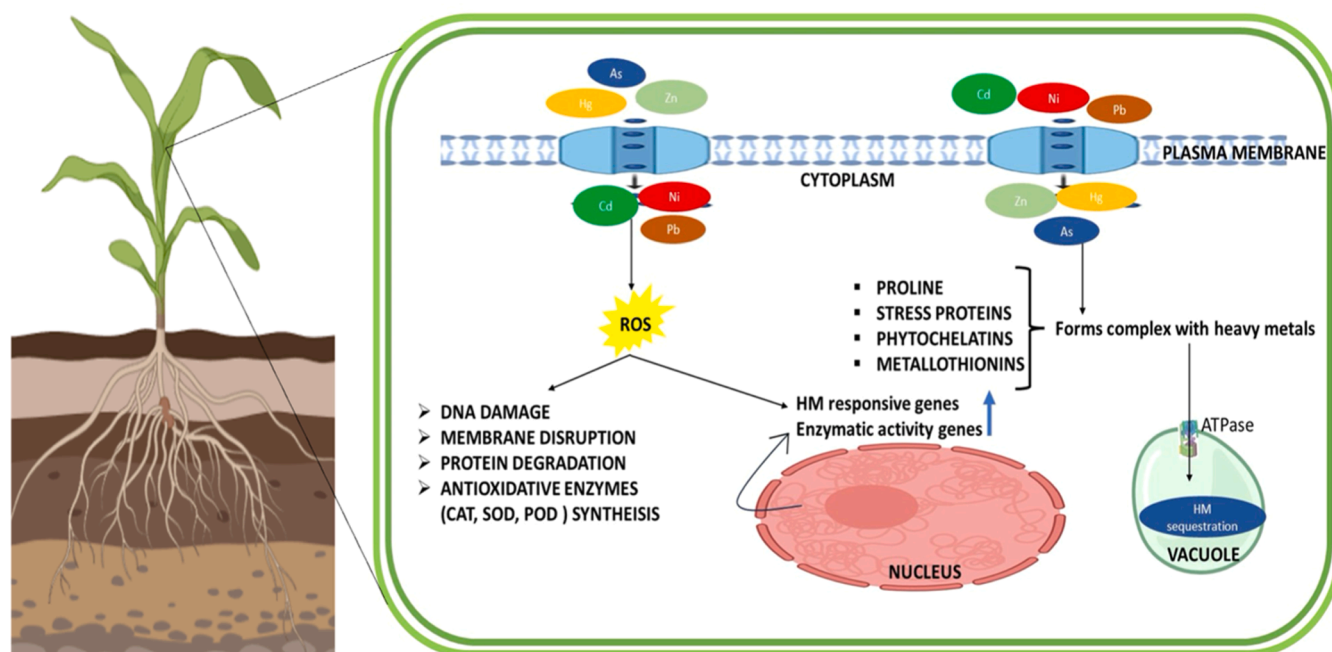 As
Hg
Zn
Cd
Ni
Pb
PLASMA MEMBRANE
CYTOPLASM
Cd
Ni
Pb
Zn
Hg
As
ROS
PROLINE
STRESS PROTEINS
PHYTOCHELATINS
METALLOTHIONINS
Forms complex with heavy metals
DNA DAMAGE
MEMBRANE DISRUPTION
PROTEIN DEGRADATION
ANTIOXIDATIVE ENZYMES
(CAT, SOD, POD ) SYNTHEISIS
HM responsive genes
Enzymatic activity genes
NUCLEUS
ATPase
HM
sequestration
VACUOLE